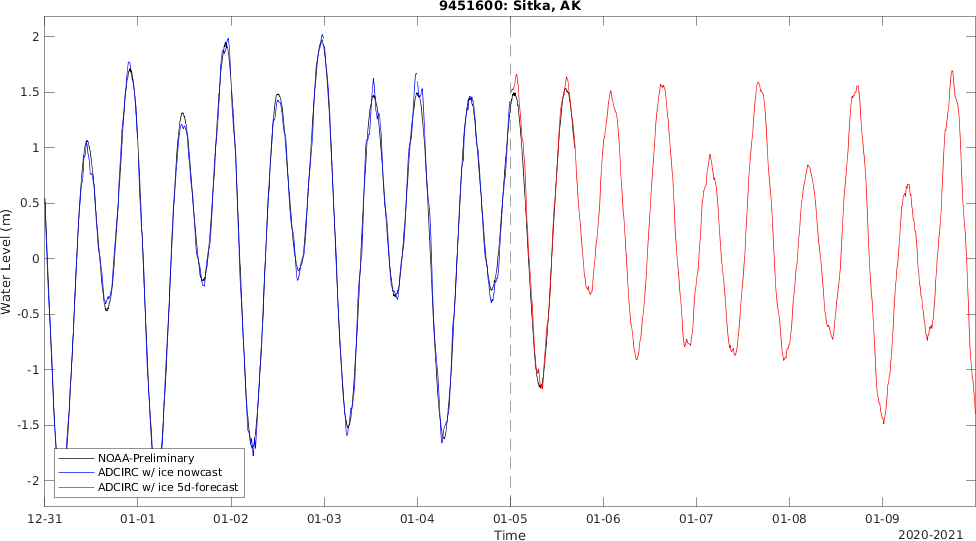 9451600: Sitka, AK
2
1.5
1
0.5
0
-0.5
-1
-1.5
-2
Water Level (m)
NOAA-Preliminary
ADCIRC w/ ice nowcast
ADCIRC w/ ice 5d-forecast
12-31 01-01 01-02 01-03 01-04 01-05 01-06 01-07 01-08 01-09
Time
2020-2021